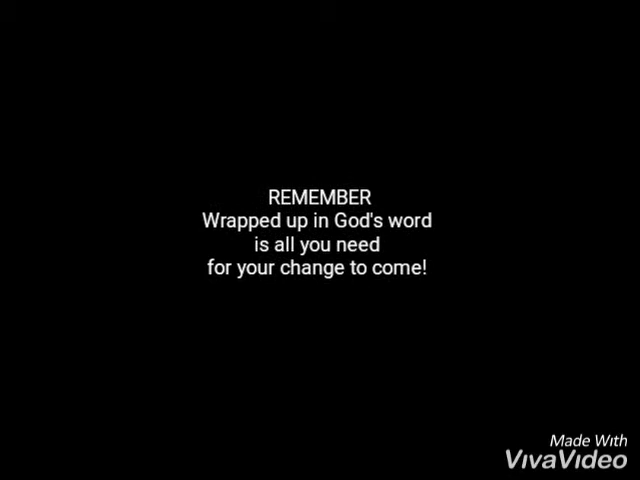 REMEMBER
Wrapped up in God's word
is all you need
for your change to come!
Made With
VivaVideo